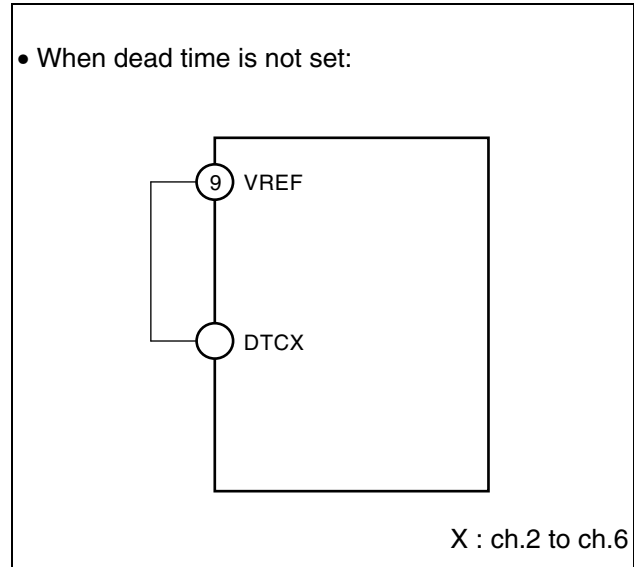 • When dead time is not set:
9 VREF
DTCX
X : ch.2 to ch.6